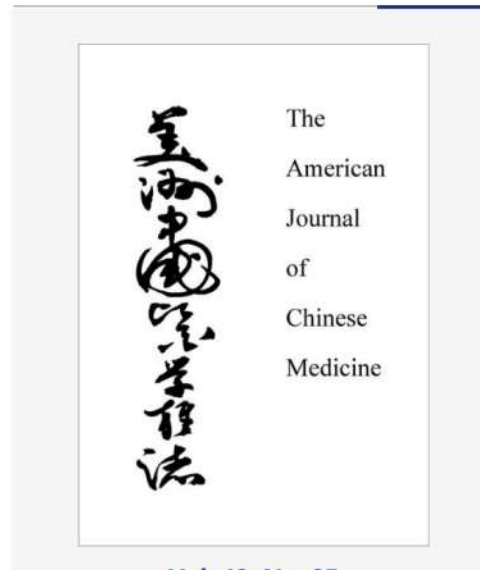 美洲中國醫學雜誌
The
American
Journal
of
Chinese
Medicine